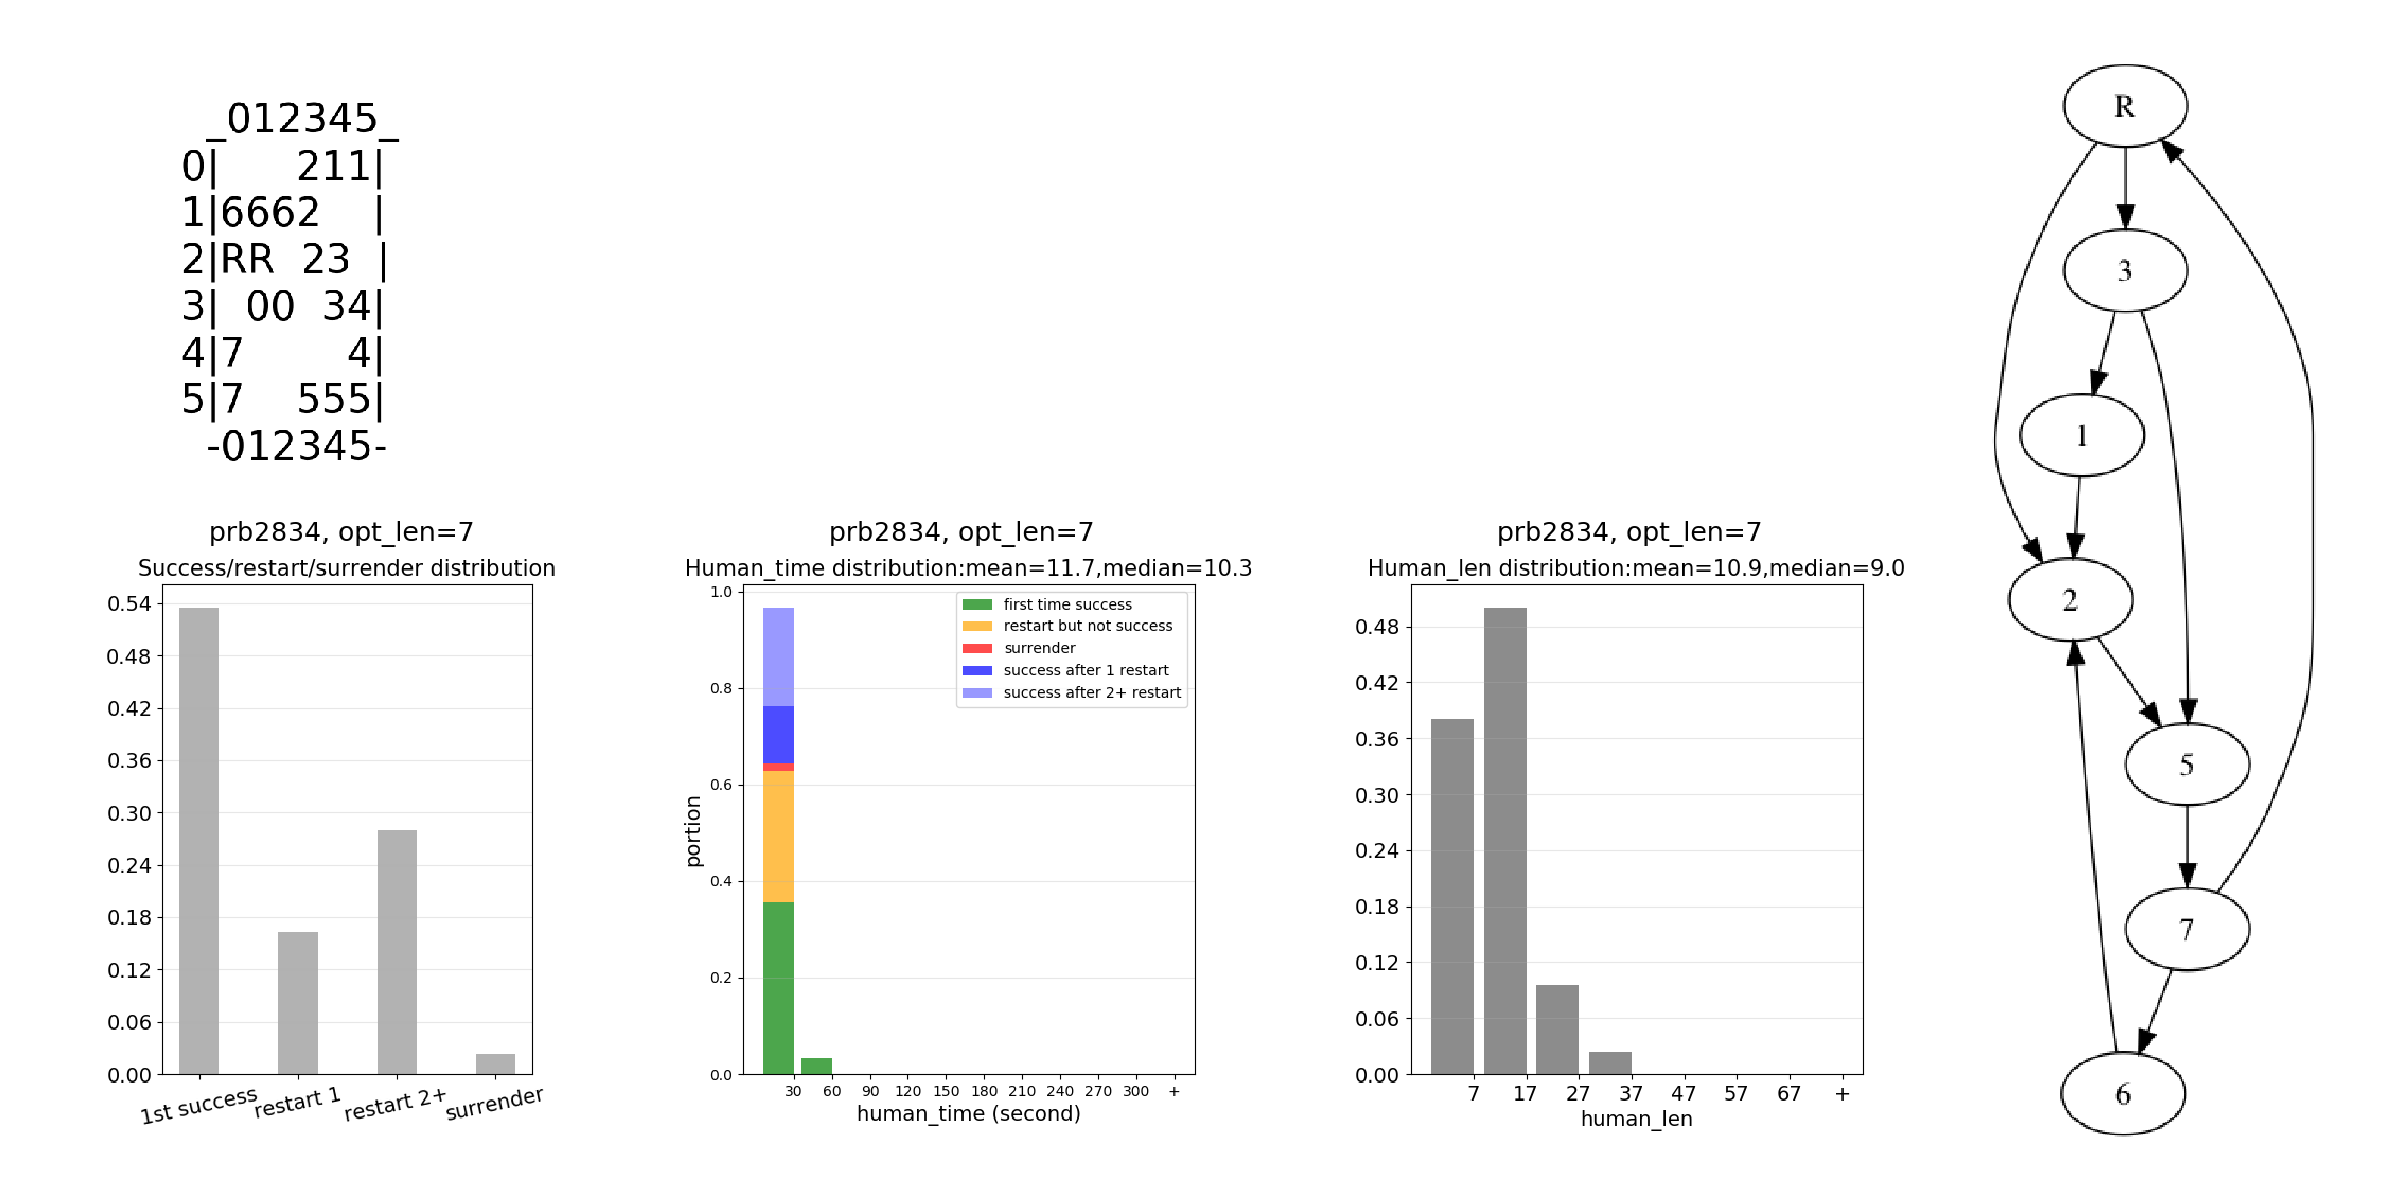 _012345_
0|   211|
1|6662  |
2|RR 23 |
3| 00 34|
4|7    4|
5|7  555|
-012345-
prb2834, opt_len=7
Success/restart/surrender distribution
0.54
0.48
0.42
0.36
0.30
0.24
0.18
0.12
0.06
0.00
1st success
restart 1
restart 2+
surrender
prb2834, opt_len=7
Human_time distribution:mean=11.7,median=10.3
first time success
restart but not success
surrender
success after 1 restart
success after 2+ restart
portion
1.0
0.8
0.6
0.4
0.2
0.0
30 60 90 120 150 180 210 240 270 300 +
human_time (second)
prb2834, opt_len=7
Human_len distribution:mean=10.9,median=9.0
0.48
0.42
0.36
0.30
0.24
0.18
0.12
0.06
0.00
7 17 27 37 47 57 67 +
human_len
R
3
1
2
5
7
6